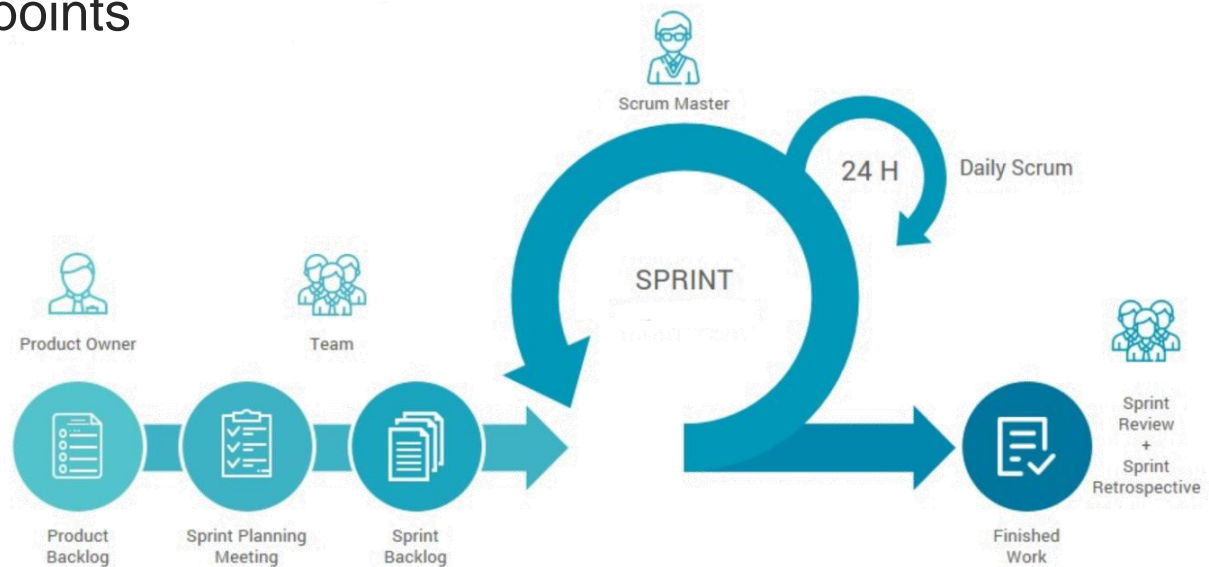 points
Scrum Master
24 H
Daily Scrum
SPRINT
Product Owner
Team
Sprint
Review
+
Sprint
Retrospective
Product
Backlog
Sprint Planning
Meeting
Sprint
Backlog
Finished
Work